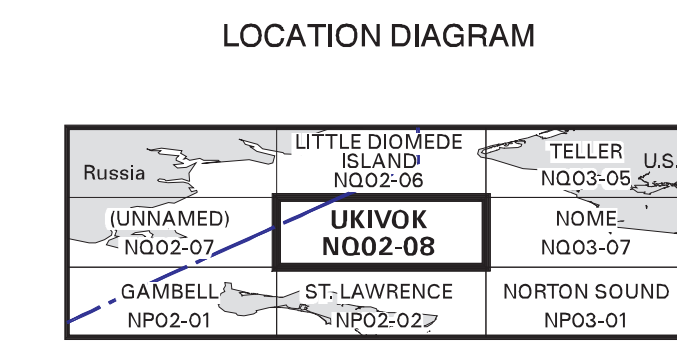 LOCATION DIAGRAM
Russia
LITTLE DIOMEDE
ISLAND
NQ02-06
TELLER
NQ03-05
U.S.
(UNNAMED)
NQ02-07
UKIVOK
NQ02-08
NOME
NQ03-07
GAMBELL
NP02-01
ST. LAWRENCE
NP02-02
NORTON SOUND
NP03-01